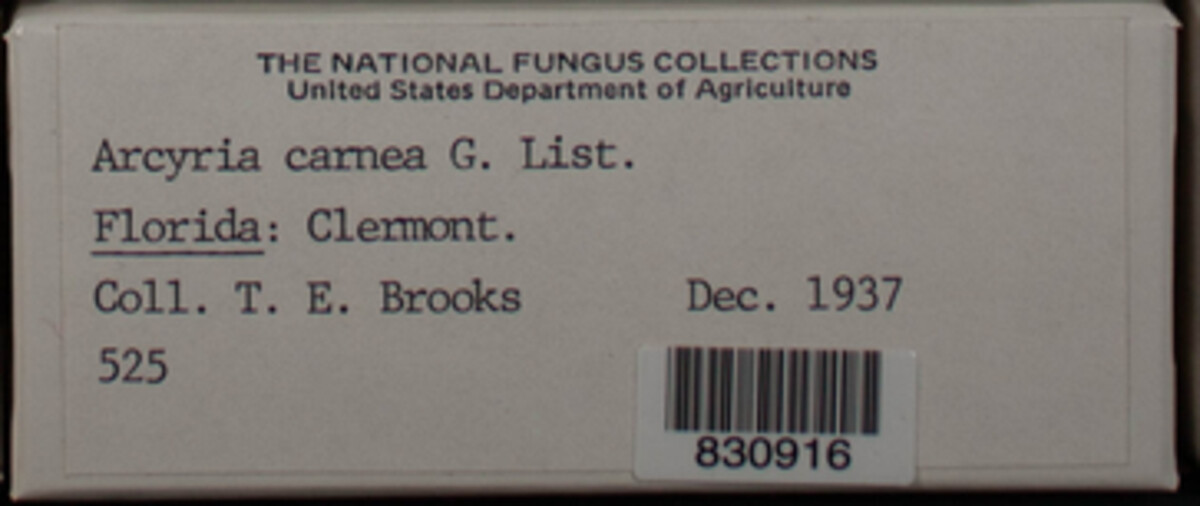 THE NATIONAL FUNGUS COLLECTIONS
United States Department of Agriculture
Arcyria carnea G. List.
Florida: Clermont.
Coll. T. E. Brooks Dec. 1937
525
830916